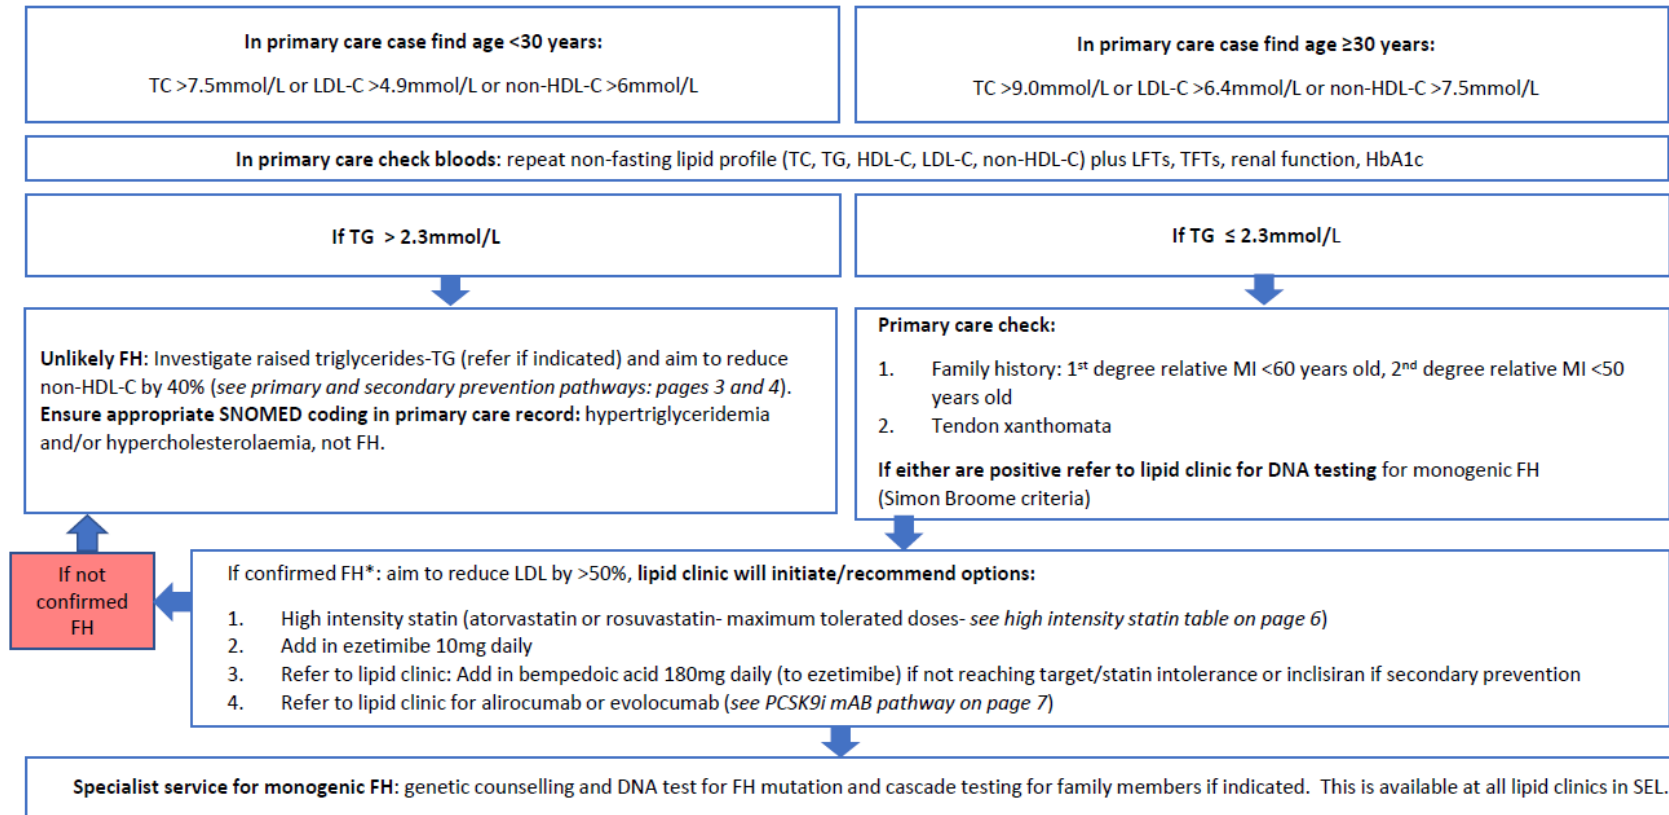 In primary care case find age <30 years:
TC >7.5mmol/L or LDL-C >4.9mmol/L or non-HDL-C >6mmol/L
In primary care case find age ≥30 years:
TC >9.0mmol/L or LDL-C >6.4mmol/L or non-HDL-C >7.5mmol/L
In primary care check bloods: repeat non-fasting lipid profile (TC, TG, HDL-C, LDL-C, non-HDL-C) plus LFTs, TFTs, renal function, HbA1c
If TG > 2.3mmol/L
If TG ≤ 2.3mmol/L
Unlikely FH: Investigate raised triglycerides-TG (refer if indicated) and aim to reduce
non-HDL-C by 40% (see primary and secondary prevention pathways: pages 3 and 4).
Ensure appropriate SNOMED coding in primary care record: hypertriglyceridemia
and/or hypercholesterolaemia, not FH.
Primary care check:
1. Family history: 1st degree relative MI <60 years old, 2nd degree relative MI <50
years old
2. Tendon xanthomata
If either are positive refer to lipid clinic for DNA testing for monogenic FH
(Simon Broome criteria)
If not
confirmed
FH
If confirmed FH*: aim to reduce LDL by >50%, lipid clinic will initiate/recommend options:
1. High intensity statin (atorvastatin or rosuvastatin- maximum tolerated doses- see high intensity statin table on page 6)
2. Add in ezetimibe 10mg daily
3. Refer to lipid clinic: Add in bempedoic acid 180mg daily (to ezetimibe) if not reaching target/statin intolerance or inclisiran if secondary prevention
4. Refer to lipid clinic for alirocumab or evolocumab (see PCSK9i mAB pathway on page 7)
Specialist service for monogenic FH: genetic counselling and DNA test for FH mutation and cascade testing for family members if indicated. This is available at all lipid clinics in SEL.